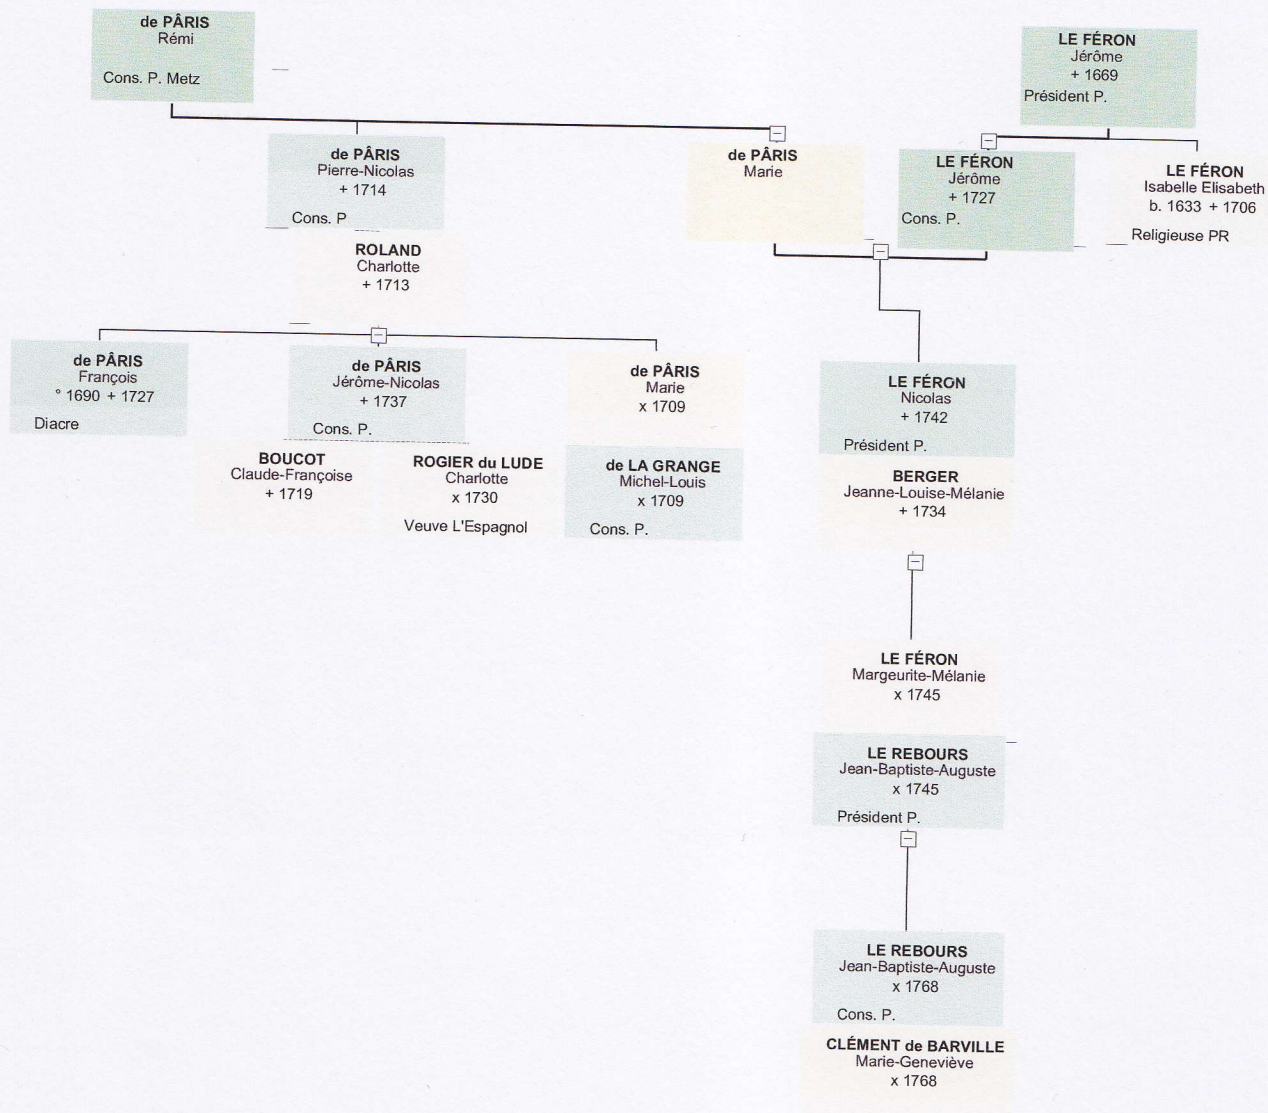 de PÂRIS
Rémi
Cons. P. Metz
LE FÉRON
Jérôme
+ 1669
Président P.
de PÂRIS
Pierre-Nicolas
+ 1714
Cons. P
de PÂRIS
Marie
LE FÉRON
Jérôme
+ 1727
Cons. P.
LE FÉRON
Isabelle Elisabeth
b. 1633 + 1706
Religieuse PR
ROLAND
Charlotte
+ 1713
de PÂRIS
François
° 1690 + 1727
Diacre
de PÂRIS
Jérôme-Nicolas
+ 1737
Cons. P.
de PÂRIS
Marie
x 1709
LE FÉRON
Nicolas
+ 1742
Président P.
BOUCOT
Claude-Françoise
+ 1719
ROGIER du LUDE
Charlotte
x 1730
Veuve L'Espagnol
de LA GRANGE
Michel-Louis
x 1709
Cons. P.
BERGER
Jeanne-Louise-Mélanie
+ 1734
LE FÉRON
Margeurite-Mélanie
x 1745
LE REBOURS
Jean-Baptiste-Auguste
x 1745
Président P.
LE REBOURS
Jean-Baptiste-Auguste
x 1768
Cons. P.
CLÉMENT de BARVILLE
Marie-Geneviève
x 1768